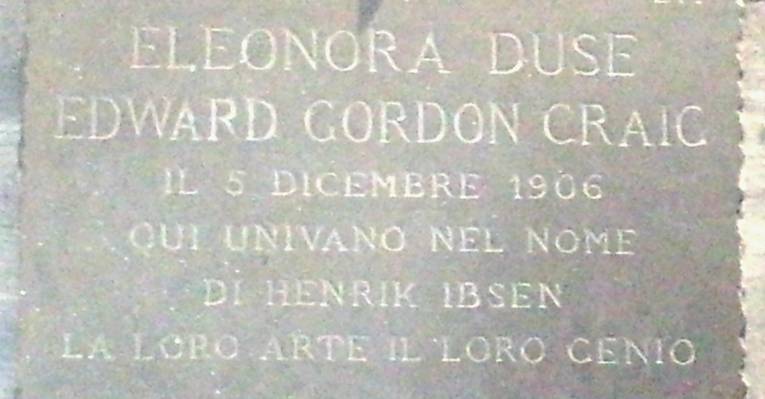 ELEONORA DUSE
EDWARD GORDON CRAIG
IL 5 DICEMBRE 1906
QUI UNIVANO NEL NOME
DI HENRIK IBSEN
LA LORO ARTE IL LORO GENIO